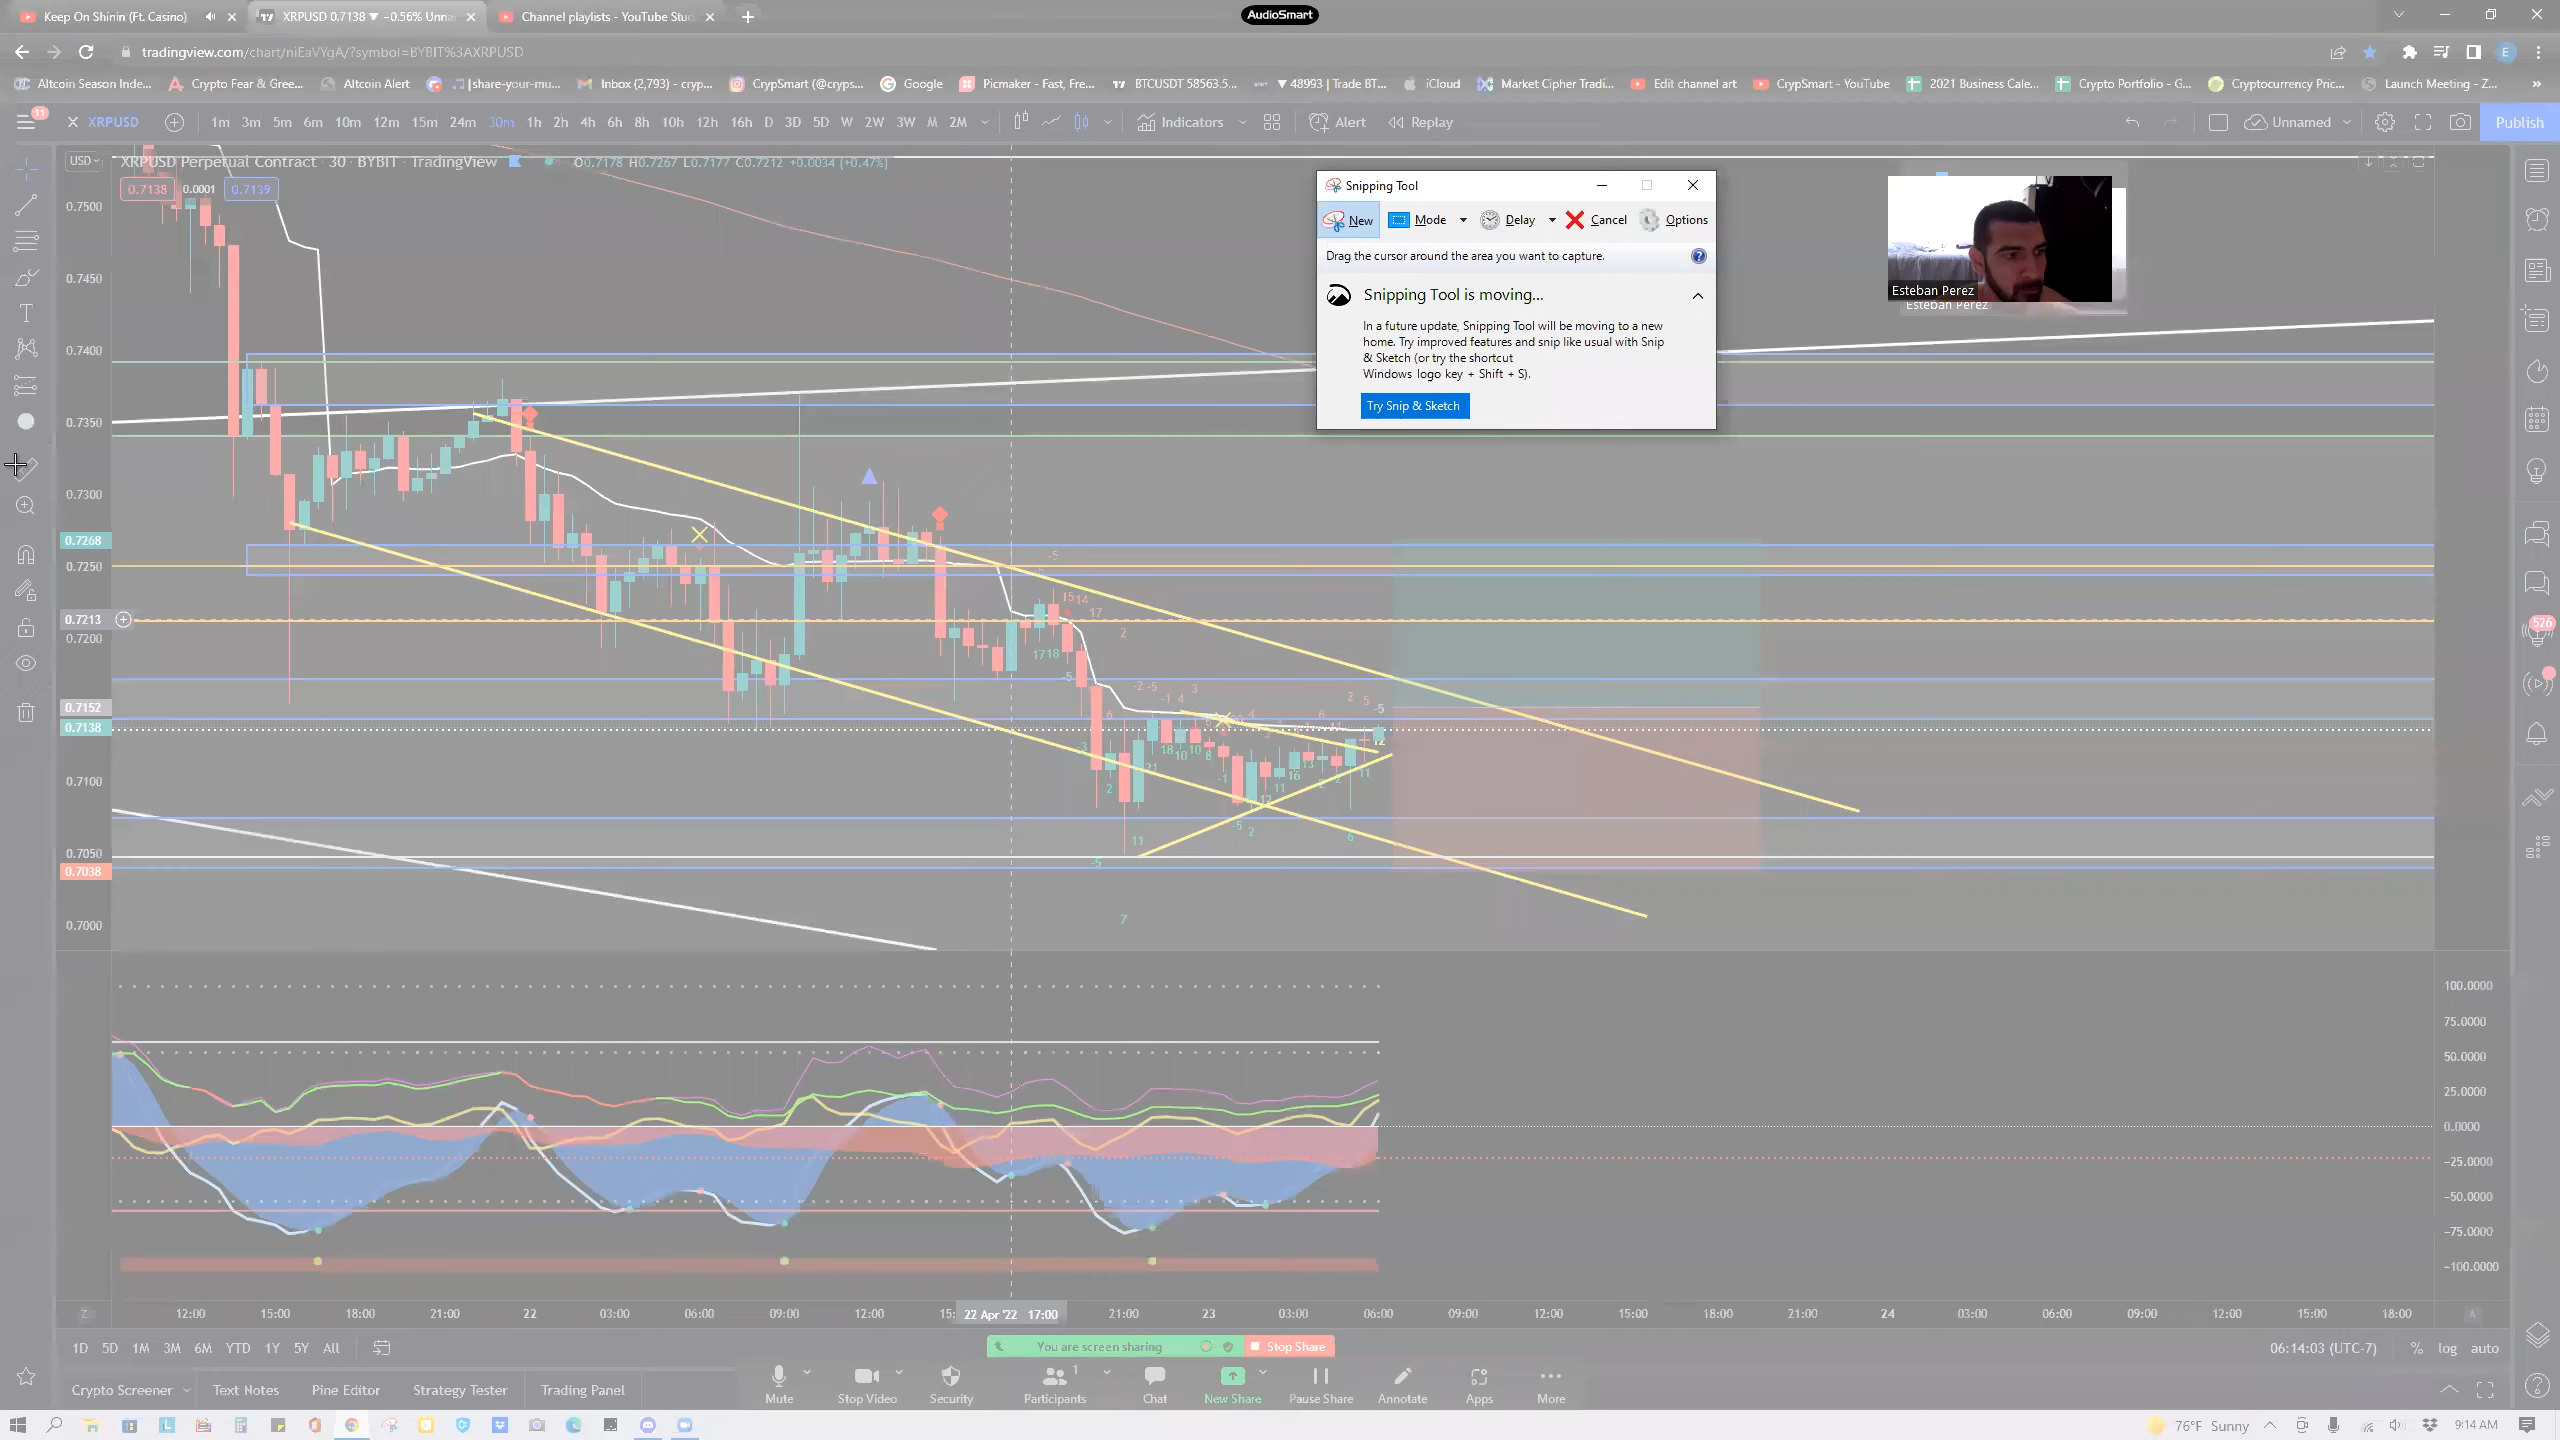 Keep On Shinin (Ft. Casino)
XRPUSD 0.7138 ▼ −0.56% Unna
Channel playlists - YouTube Stu
AudioSmart
tradingview.com/chart/niEaVYgA/?symbol=BYBIT%3AXRPUSD
Altcoin Season Inde...
Crypto Fear & Gree...
Altcoin Alert
|share-your-mu...
Inbox (2,793) - cryp...
CrypSmart (@cryps...
Google
Picmaker - Fast, Fre...
BTCUSDT 58563.5...
▼ 48993 | Trade BT...
iCloud
Market Cipher Tradi...
Edit channel art
CrypSmart - YouTube
2021 Business Cale...
Crypto Portfolio - G...
Cryptocurrency Pric...
Launch Meeting - Z...
11
XRPUSD
1m 3m 5m 6m 10m 12m 15m 24m 30m 1h 2h 4h 6h 8h 10h 12h 16h D 3D 5D W 2W 3W M 2M
Indicators
Alert
Replay
Unnamed
Publish
USD
XRPUSD Perpetual Contract · 30 · BYBIT · TradingView
O0.7178 H0.7267 L0.7177 C0.7212 +0.0034 (+0.47%)
0.7138 0.0001 0.7139
Snipping Tool
New Mode Delay Cancel Options
Drag the cursor around the area you want to capture.
Snipping Tool is moving...
In a future update, Snipping Tool will be moving to a new
home. Try improved features and snip like usual with Snip
& Sketch (or try the shortcut
Windows logo key + Shift + S).
Try Snip & Sketch
Esteban Perez
Esteban Perez
0.7500
0.7450
0.7400
0.7350
0.7300
0.7268
0.7250
0.7213
0.7200
0.7152
0.7138
0.7100
0.7050
0.7038
0.7000
526
100.0000
75.0000
50.0000
25.0000
0.0000
−25.0000
−50.0000
−75.0000
−100.0000
12:00 15:00 18:00 21:00 22 03:00 06:00 09:00 12:00 15: 22 Apr '22 17:00 21:00 23 03:00 06:00 09:00 12:00 15:00 18:00 21:00 24 03:00 06:00 09:00 12:00 15:00 18:00
1D 5D 1M 3M 6M YTD 1Y 5Y All
You are screen sharing
Stop Share
06:14:03 (UTC-7)
% log auto
Crypto Screener
Text Notes
Pine Editor
Strategy Tester
Trading Panel
1
Mute
Stop Video
Security
Participants
Chat
New Share
Pause Share
Annotate
Apps
More
76°F Sunny
9:14 AM